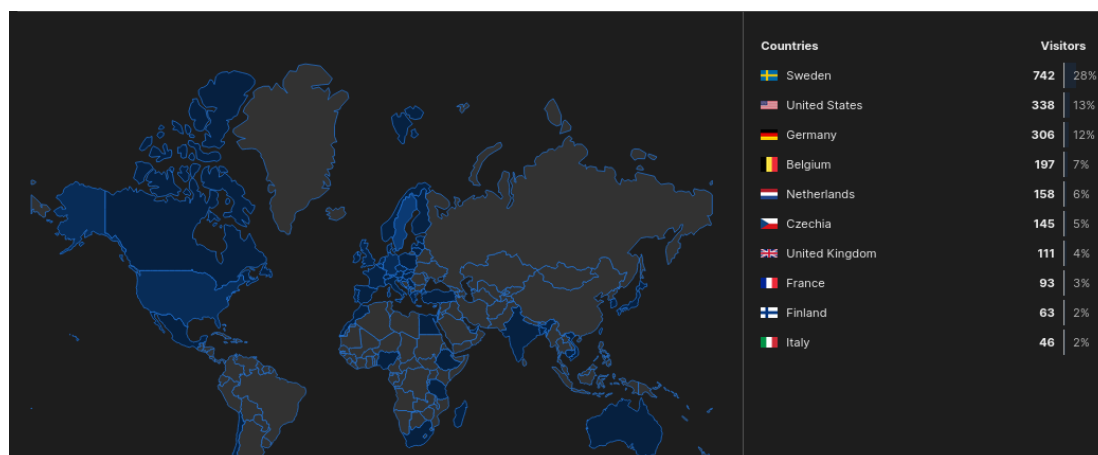 Countries Visitors
Sweden 742 28%
United States 338 13%
Germany 306 12%
Belgium 197 7%
Netherlands 158 6%
Czechia 145 5%
United Kingdom 111 4%
France 93 3%
Finland 63 2%
Italy 46 2%